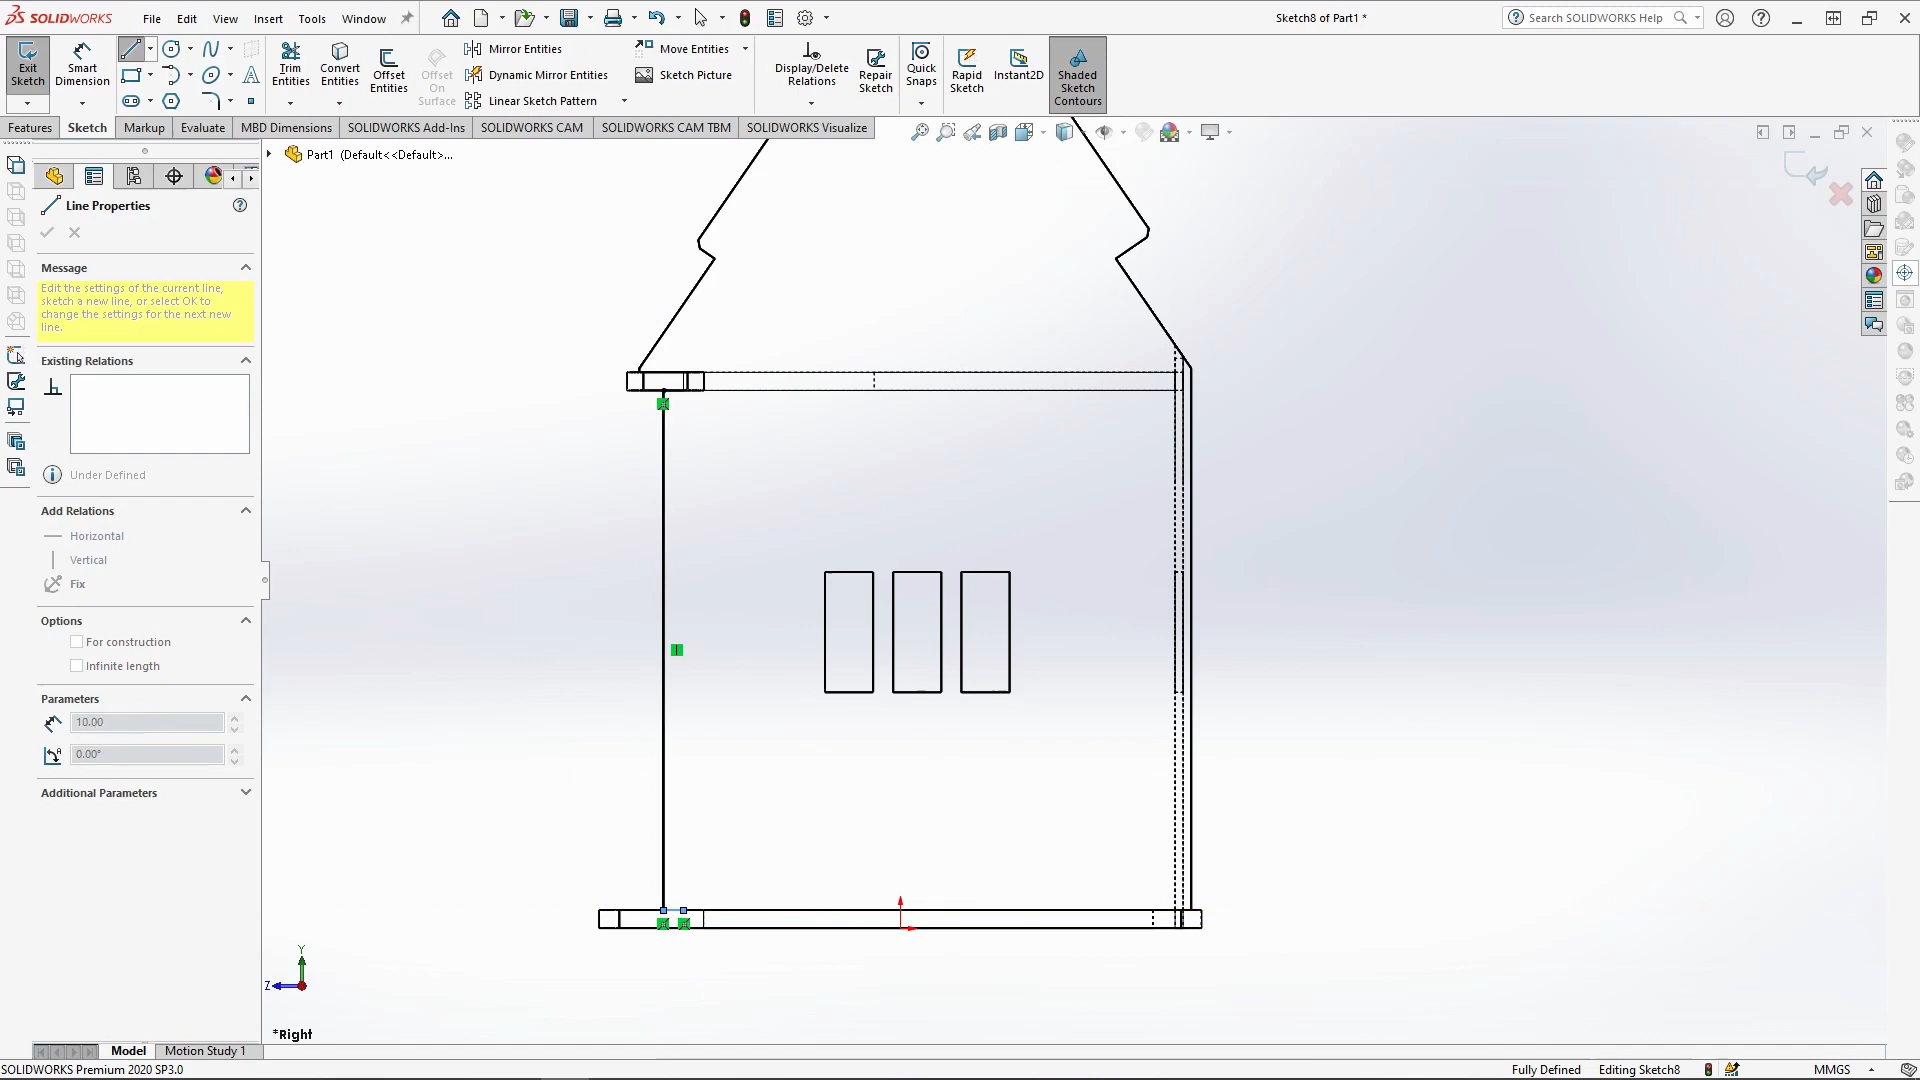 SOLIDWORKS
File
Edit
View
Insert
Tools
Window
Sketch8 of Part1 *
Search SOLIDWORKS Help
Exit Sketch
Smart Dimension
Trim Entities
Convert Entities
Offset Entities
Offset On Surface
Mirror Entities
Dynamic Mirror Entities
Linear Sketch Pattern
Move Entities
Sketch Picture
Display/Delete Relations
Repair Sketch
Quick Snaps
Rapid Sketch
Instant2D
Shaded Sketch Contours
Features
Sketch
Markup
Evaluate
MBD Dimensions
SOLIDWORKS Add-Ins
SOLIDWORKS CAM
SOLIDWORKS CAM TBM
SOLIDWORKS Visualize
Part1 (Default<<Default>...
Line Properties
Message
Edit the settings of the current line,
sketch a new line, or select OK to
change the settings for the next new
line.
Existing Relations
Under Defined
Add Relations
Horizontal
Vertical
Fix
Options
For construction
Infinite length
Parameters
10.00
0.00°
Additional Parameters
Y
Z
*Right
Model
Motion Study 1
SOLIDWORKS Premium 2020 SP3.0
Fully Defined
Editing Sketch8
MMGS